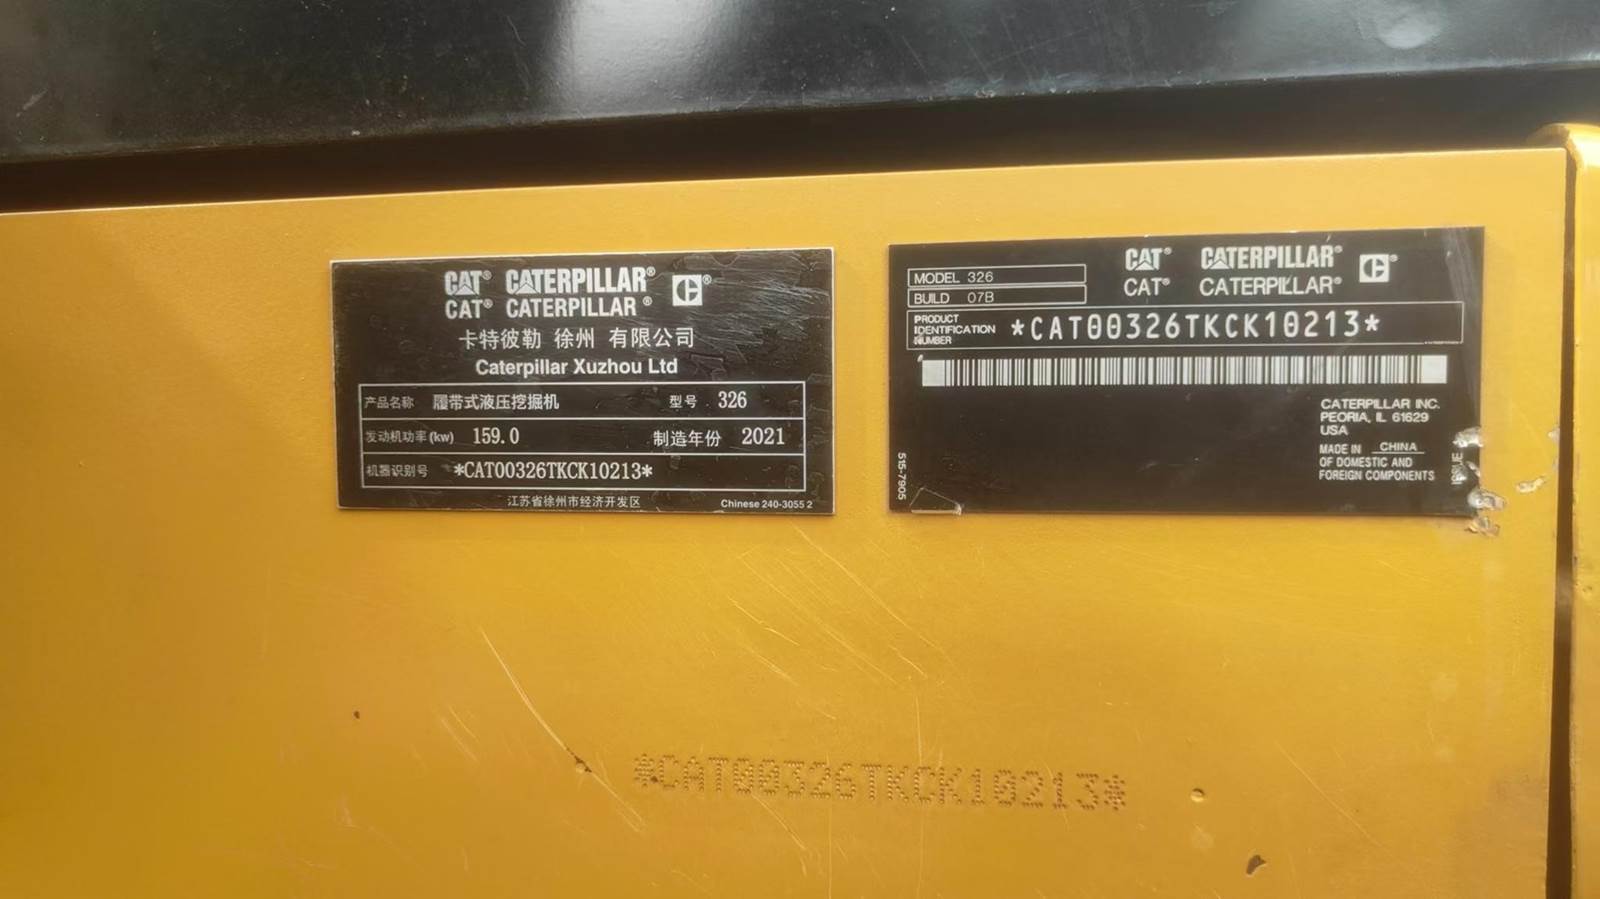 CAT® CATERPILLAR®
CAT® CATERPILLAR®
卡特彼勒 徐州 有限公司
Caterpillar Xuzhou Ltd
产品名称 履带式液压挖掘机 型号 326
发动机功率(kw) 159.0 制造年份 2021
机器识别号 *CAT00326TKCK10213*
江苏省徐州市经济开发区 Chinese 240-3055 2
CAT® CATERPILLAR®
CAT® CATERPILLAR®
MODEL 326
BUILD 07B
PRODUCT IDENTIFICATION NUMBER *CAT00326TKCK10213*
CATERPILLAR INC.
PEORIA, IL 61629
USA
MADE IN CHINA
OF DOMESTIC AND
FOREIGN COMPONENTS
515-7905
ISSUE
*CAT00326TKCK10213*